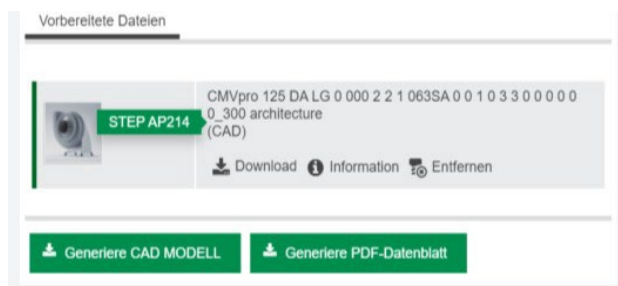 Vorbereitete Dateien
STEP AP214
CMVpro 125 DA LG 0 000 2 2 1 063SA 0 0 1 0 3 3 0 0 0 0 0
0_300 architecture
(CAD)
Download Information Entfernen
Generiere CAD MODELL Generiere PDF-Datenblatt